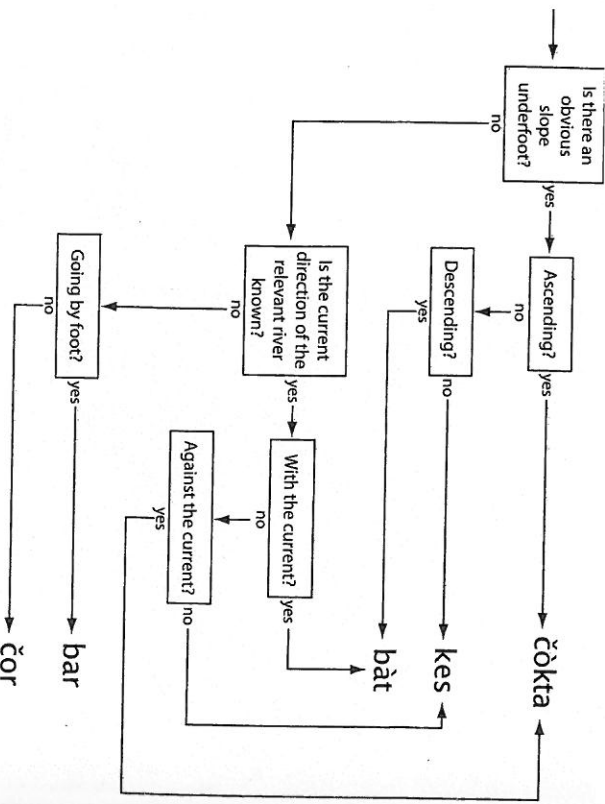 Is there an
obvious
slope
underfoot?
yes
no
Ascending?
yes
no
čòkta
Descending?
no
yes
kes
bàt
Is the current
direction of the
relevant river
known?
yes
no
With the current?
yes
no
Against the current?
no
yes
Going by foot?
yes
no
bar
čor